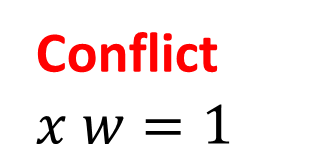 Conflict
x w = 1